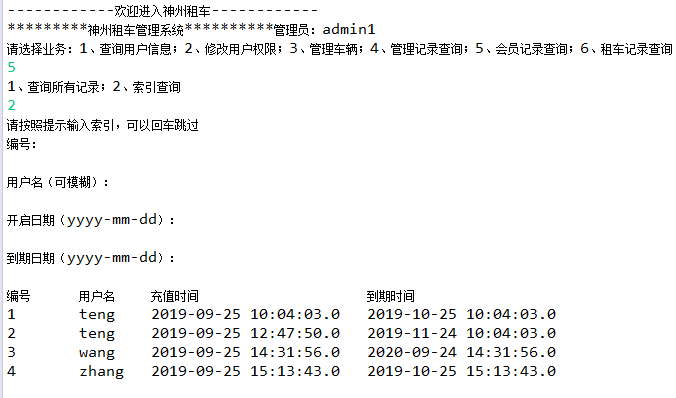 ------------欢迎进入神州租车------------
*********神州租车管理系统**********管理员：admin1
请选择业务：1、查询用户信息；2、修改用户权限；3、管理车辆；4、管理记录查询；5、会员记录查询；6、租车记录查询
5
1、查询所有记录；2、索引查询
2
请按照提示输入索引，可以回车跳过
编号：
用户名（可模糊）：
开启日期（yyyy-mm-dd）：
到期日期（yyyy-mm-dd）：
编号 用户名 充值时间 到期时间
1 teng 2019-09-25 10:04:03.0 2019-10-25 10:04:03.0
2 teng 2019-09-25 12:47:50.0 2019-11-24 10:04:03.0
3 wang 2019-09-25 14:31:56.0 2020-09-24 14:31:56.0
4 zhang 2019-09-25 15:13:43.0 2019-10-25 15:13:43.0